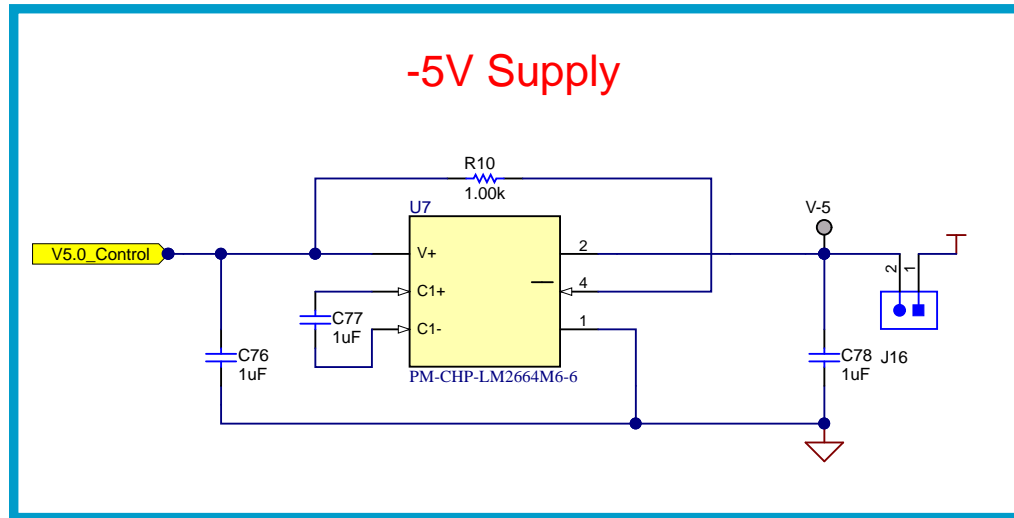 -5V Supply
R10
1.00k
U7
V-5
V5.0_Control
V+
2
2
1
C1+
4
C77
1uF
C1-
1
C76
1uF
C78
1uF
J16
PM-CHP-LM2664M6-6